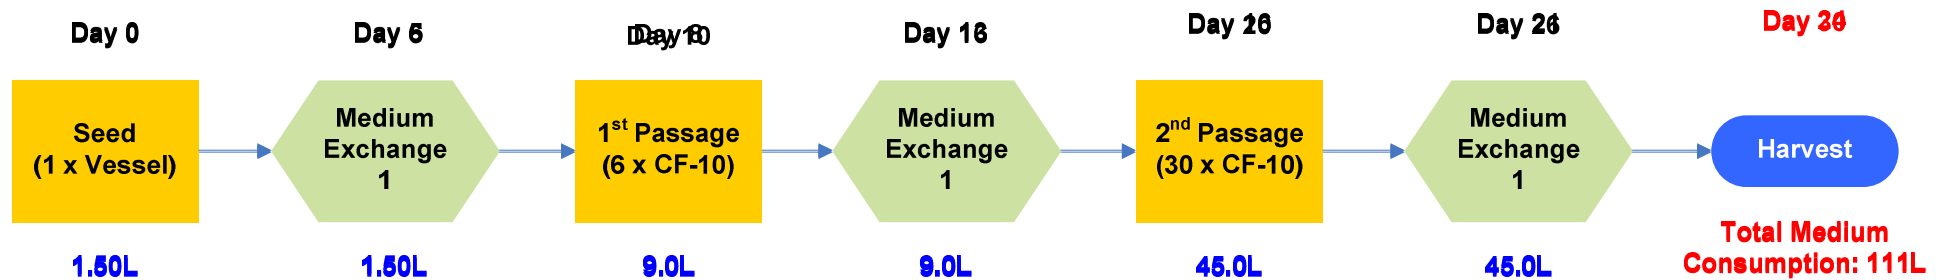 Day 0
Day
Day 10
Day
Day
Day
Day
Seed
(1 x Vessel)
Medium
Exchange
1
1st Passage
(6 x CF-10)
Medium
Exchange
1
2nd Passage
(30 x CF-10)
Medium
Exchange
1
Harvest
1.50L
1.50L
9.0L
9.0L
45.0L
45.0L
Total Medium
Consumption: 111L